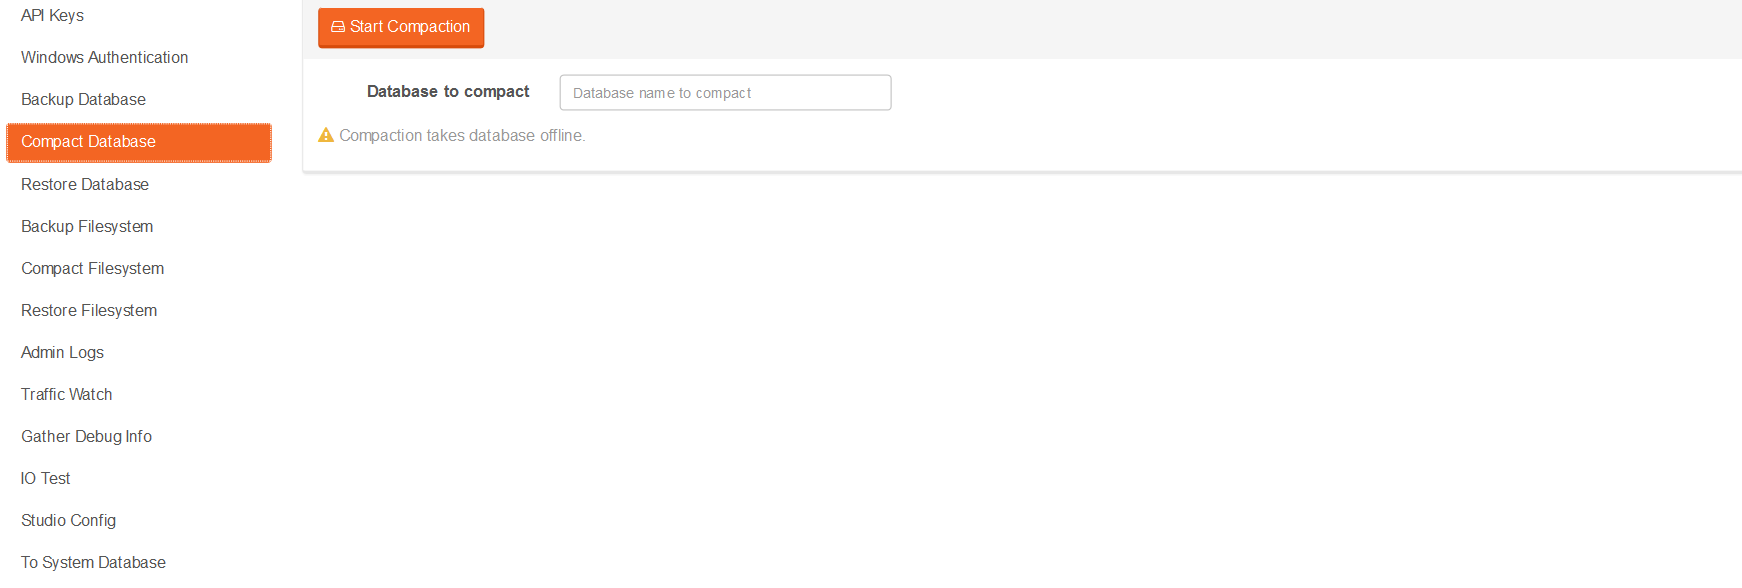 API Keys
Windows Authentication
Backup Database
Compact Database
Restore Database
Backup Filesystem
Compact Filesystem
Restore Filesystem
Admin Logs
Traffic Watch
Gather Debug Info
IO Test
Studio Config
To System Database
Start Compaction
Database to compact
Database name to compact
Compaction takes database offline.